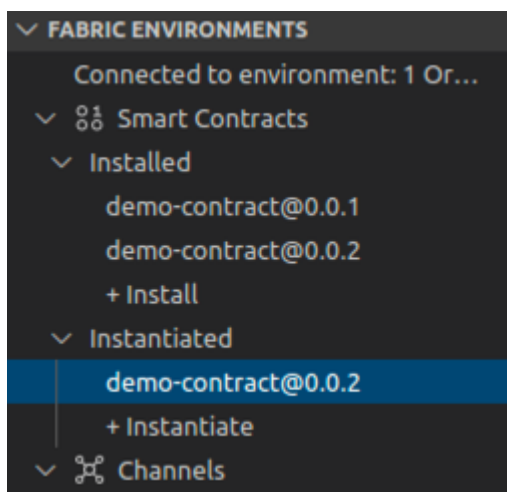 FABRIC ENVIRONMENTS
Connected to environment: 1 Or...
Smart Contracts
Installed
demo-contract@0.0.1
demo-contract@0.0.2
+ Install
Instantiated
demo-contract@0.0.2
+ Instantiate
Channels